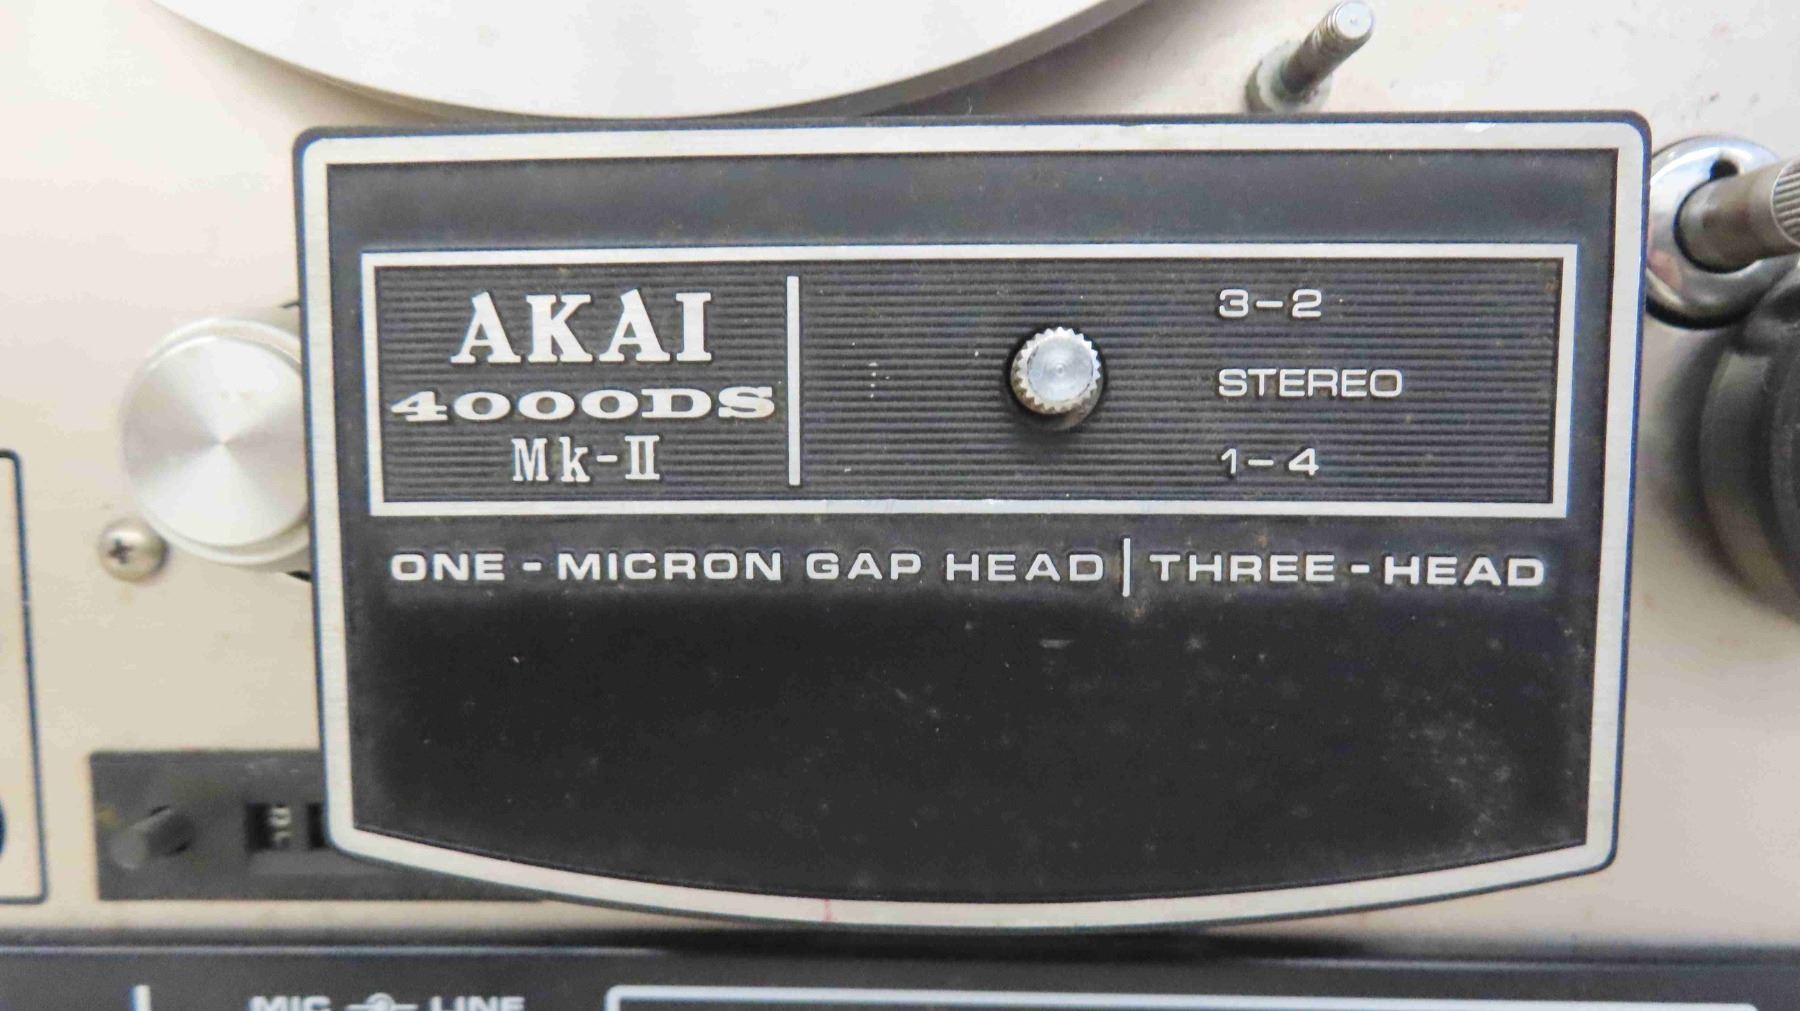 AKAI
4000DS
Mk-II
3-2
STEREO
1-4
ONE-MICRON GAP HEAD | THREE-HEAD
MIC LINE